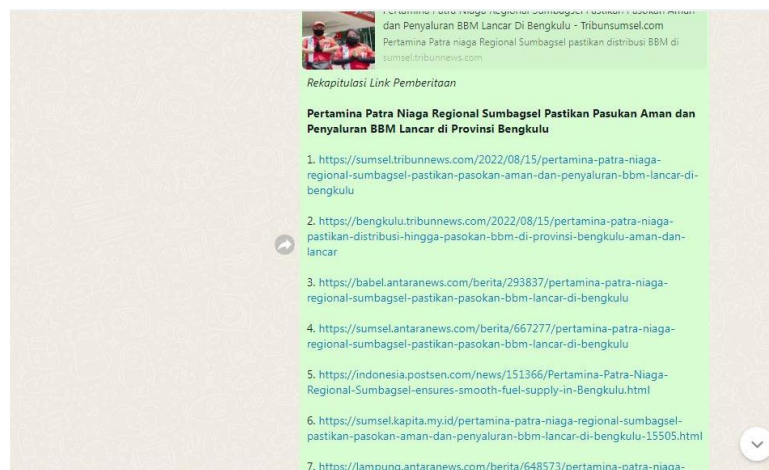 Pertamina Patra Niaga Regional Sumbagsel Pastikan Pasokan Aman
dan Penyaluran BBM Lancar Di Bengkulu - Tribunsumsel.com
Pertamina Patra niaga Regional Sumbagsel pastikan distribusi BBM di
sumsel.tribunnews.com
Rekapitulasi Link Pemberitaan
Pertamina Patra Niaga Regional Sumbagsel Pastikan Pasukan Aman dan
Penyaluran BBM Lancar di Provinsi Bengkulu
1. https://sumsel.tribunnews.com/2022/08/15/pertamina-patra-niaga-
regional-sumbagsel-pastikan-pasokan-aman-dan-penyaluran-bbm-lancar-di-
bengkulu
2. https://bengkulu.tribunnews.com/2022/08/15/pertamina-patra-niaga-
pastikan-distribusi-hingga-pasokan-bbm-di-provinsi-bengkulu-aman-dan-
lancar
3. https://babel.antaranews.com/berita/293837/pertamina-patra-niaga-
regional-sumbagsel-pastikan-pasokan-bbm-lancar-di-bengkulu
4. https://sumsel.antaranews.com/berita/667277/pertamina-patra-niaga-
regional-sumbagsel-pastikan-pasokan-bbm-lancar-di-bengkulu
5. https://indonesia.postsen.com/news/151366/Pertamina-Patra-Niaga-
Regional-Sumbagsel-ensures-smooth-fuel-supply-in-Bengkulu.html
6. https://sumsel.kapita.my.id/pertamina-patra-niaga-regional-sumbagsel-
pastikan-pasokan-aman-dan-penyaluran-bbm-lancar-di-bengkulu-15505.html
7. https://lampung.antaranews.com/berita/648573/pertamina-patra-niaga-